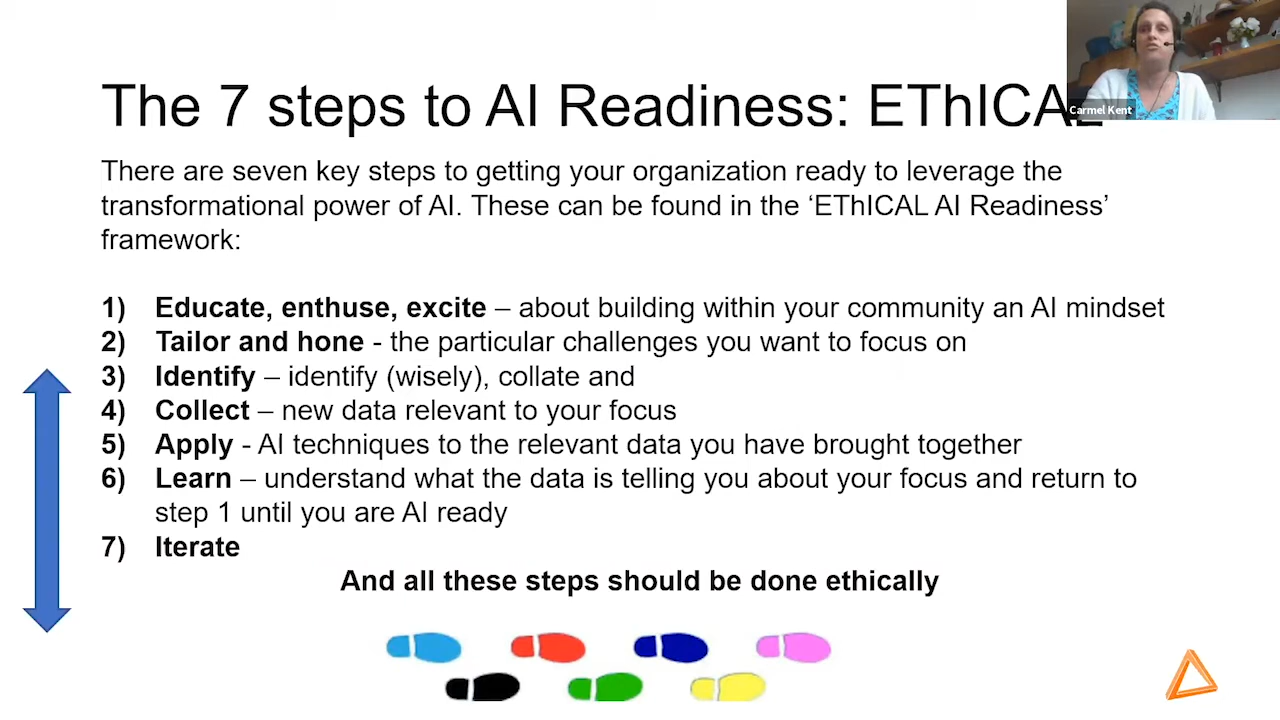 The 7 steps to AI Readiness: EThICAL
Carmel Kent
There are seven key steps to getting your organization ready to leverage the
transformational power of AI. These can be found in the ‘EThICAL AI Readiness’
framework:
1) Educate, enthuse, excite – about building within your community an AI mindset
2) Tailor and hone - the particular challenges you want to focus on
3) Identify – identify (wisely), collate and
4) Collect – new data relevant to your focus
5) Apply - AI techniques to the relevant data you have brought together
6) Learn – understand what the data is telling you about your focus and return to
step 1 until you are AI ready
7) Iterate
And all these steps should be done ethically